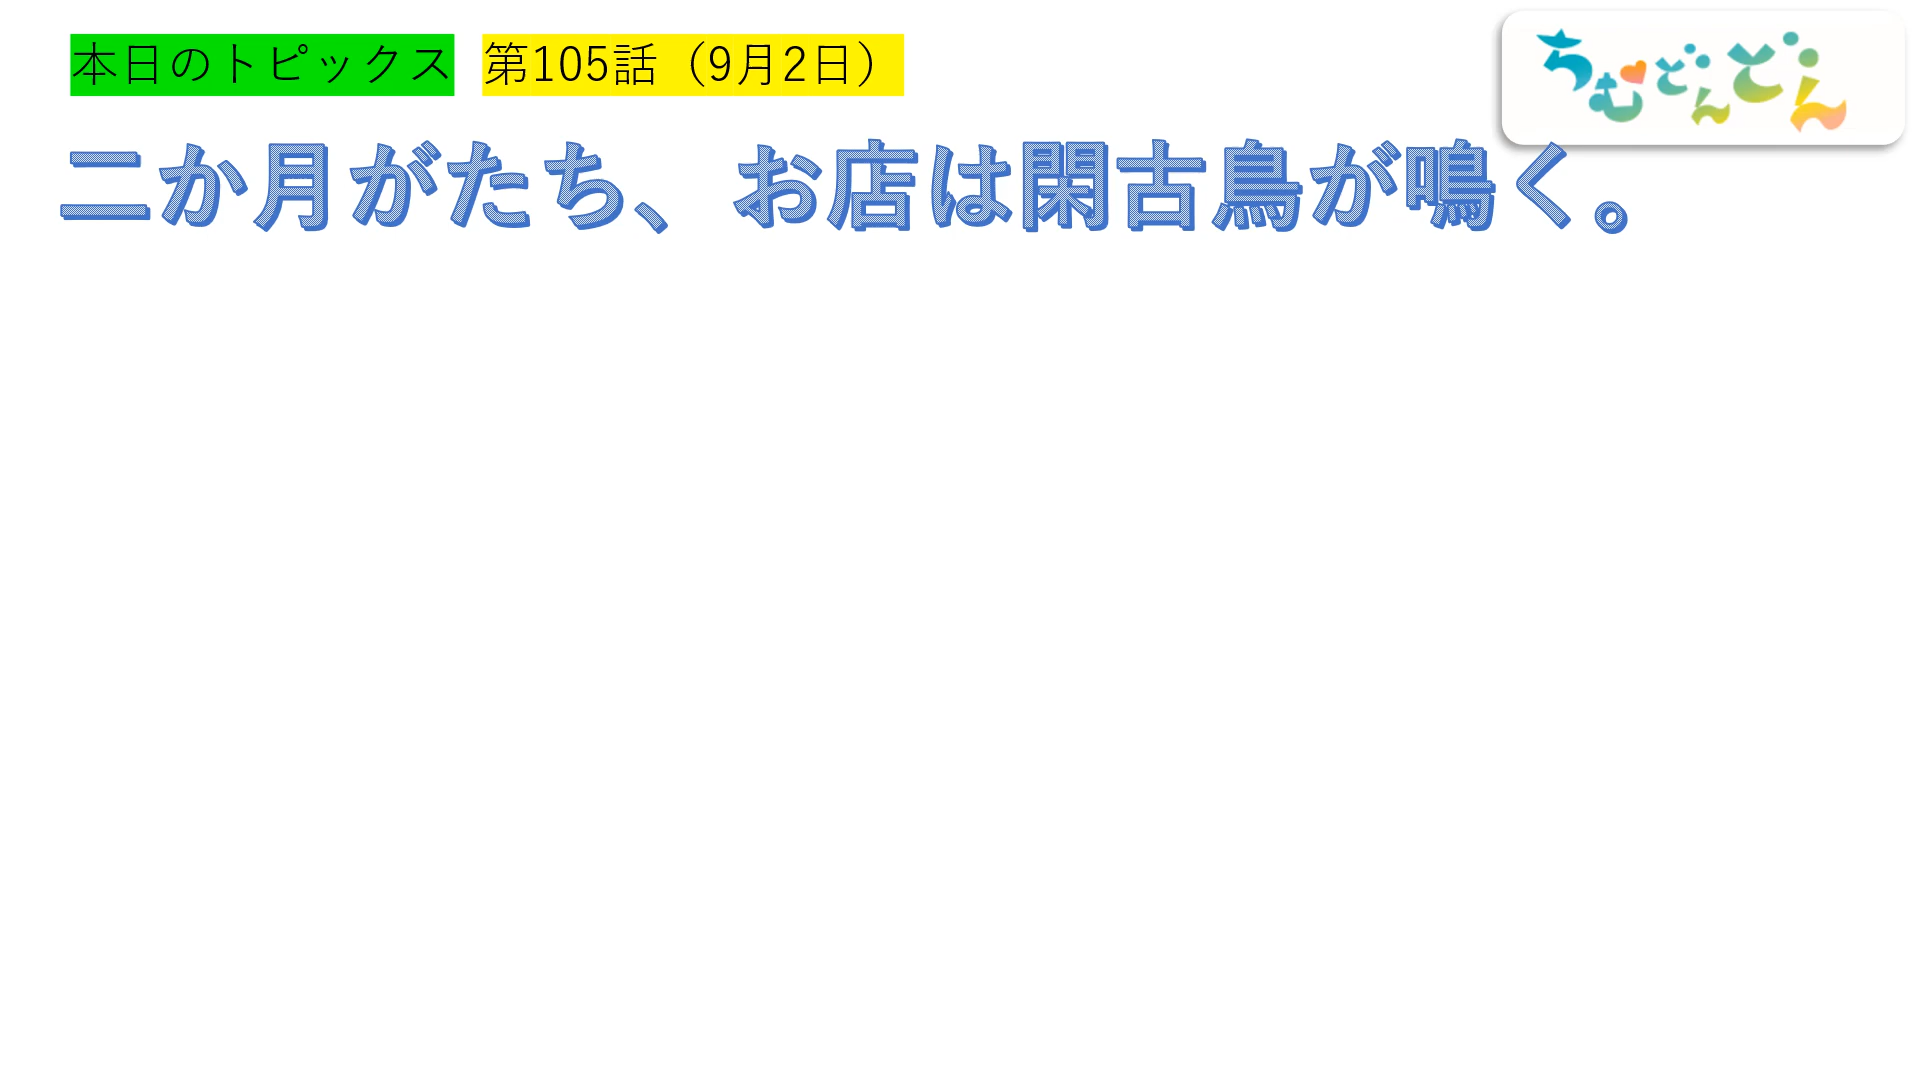 本日のトピックス 第105話（9月2日）
ちむどんどん
二か月がたち、お店は閑古鳥が鳴く。